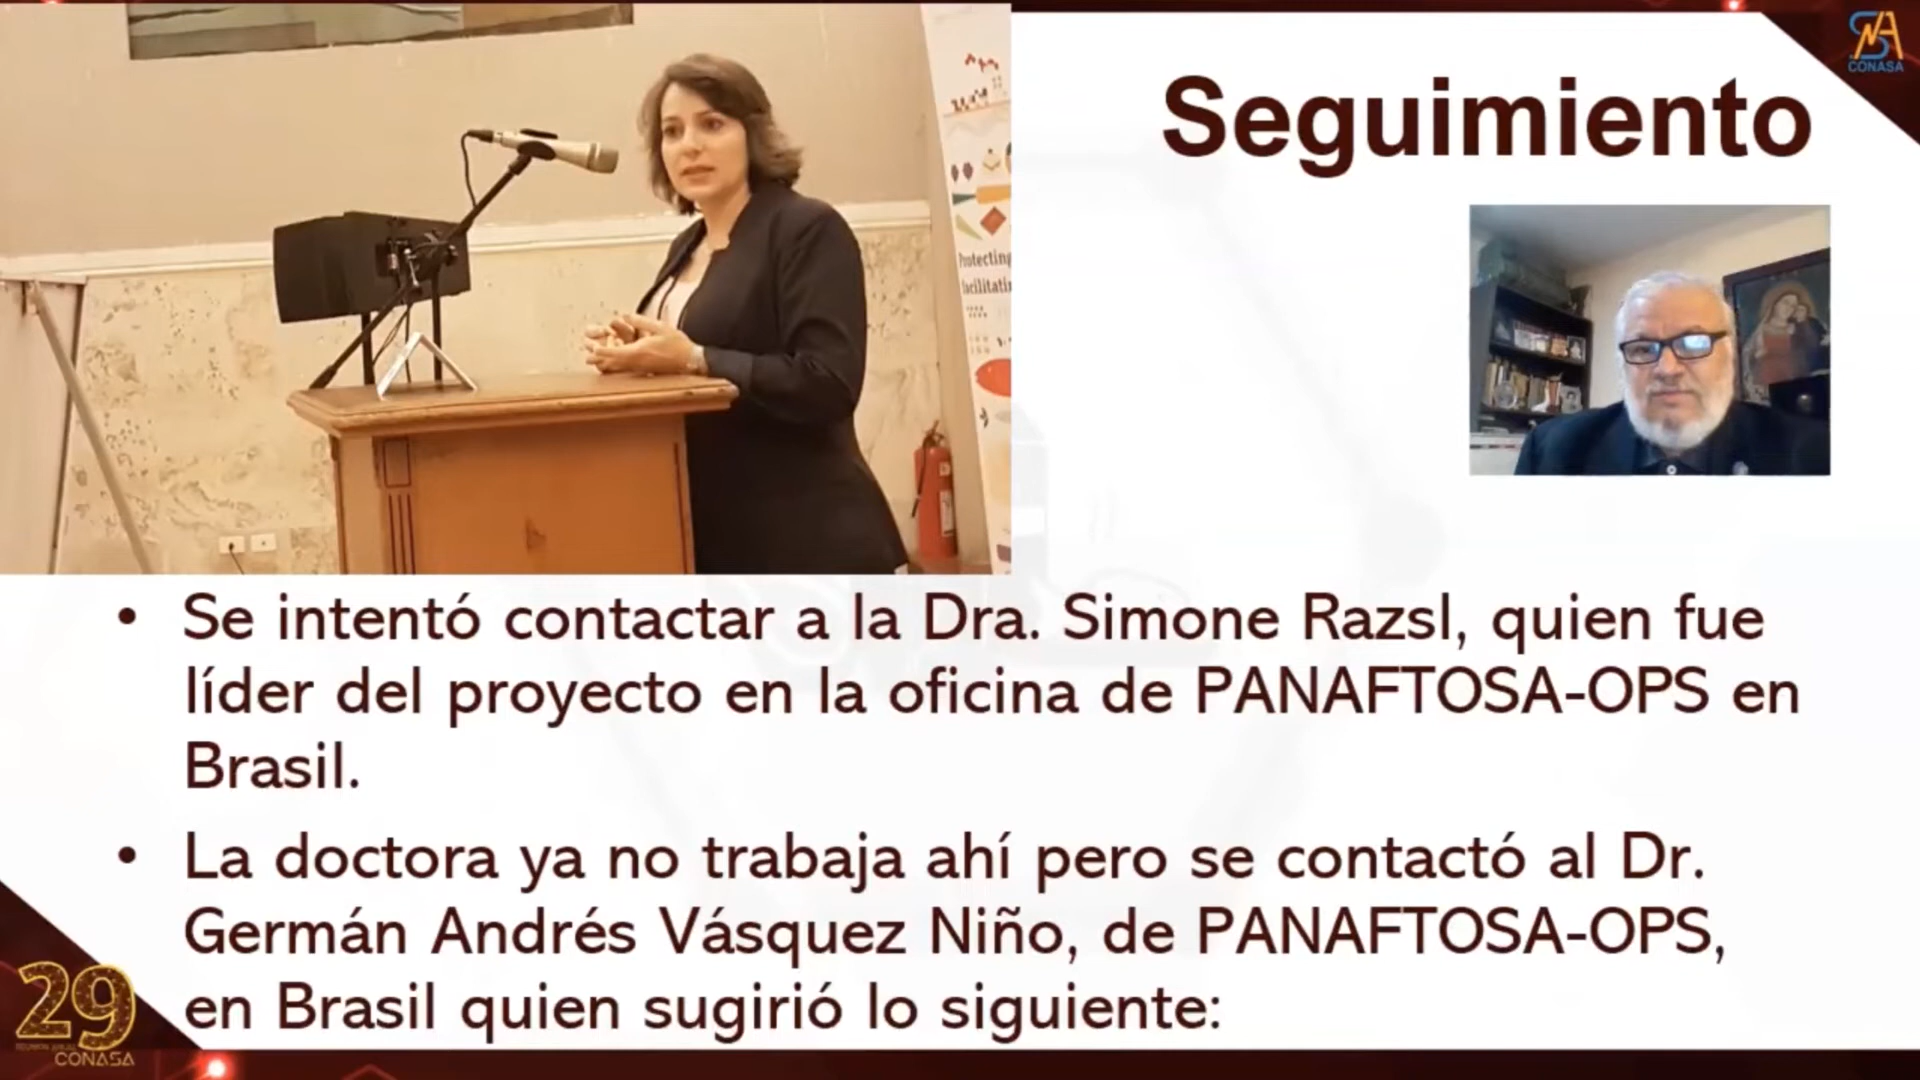 CONASA
Seguimiento
Protecting
facilitati
• Se intentó contactar a la Dra. Simone Razsl, quien fue
líder del proyecto en la oficina de PANAFTOSA-OPS en
Brasil.
• La doctora ya no trabaja ahí pero se contactó al Dr.
Germán Andrés Vásquez Niño, de PANAFTOSA-OPS,
en Brasil quien sugirió lo siguiente:
29
CONASA